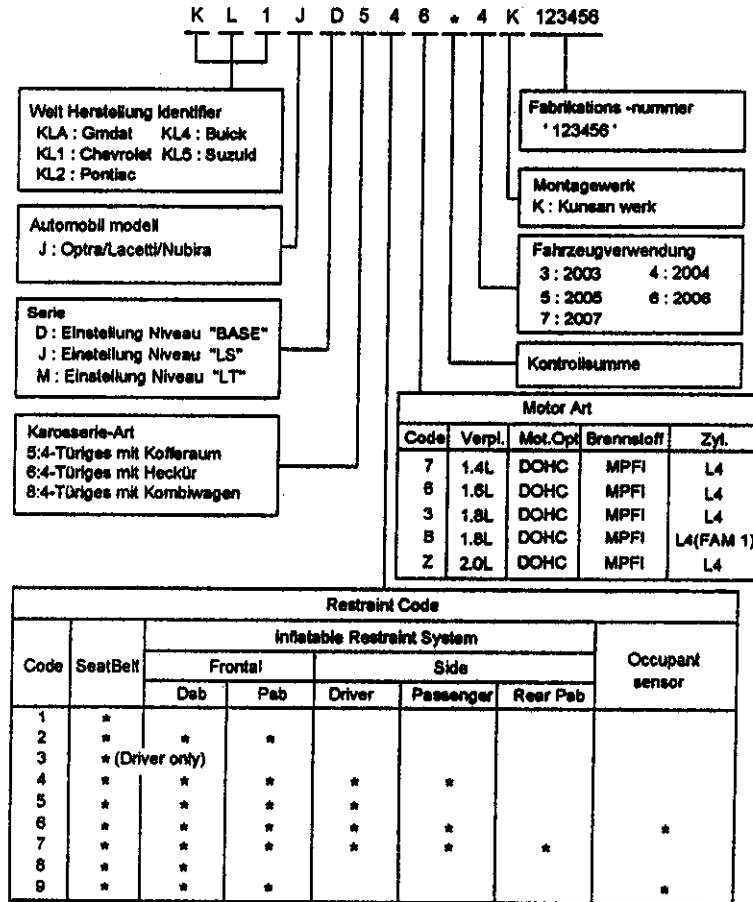 K L 1 J D 5 4 6 * 4 K 123456
Welt Herstellung Identifier
KLA : Gmdat KL4 : Buick
KL1 : Chevrolet KL5 : Suzuki
KL2 : Pontiac
Automobil modell
J : Optra/Lacetti/Nubira
Serie
D : Einstellung Niveau "BASE"
J : Einstellung Niveau "LS"
M : Einstellung Niveau "LT"
Karosserie-Art
5:4-Türiges mit Kofferaum
6:4-Türiges mit Heckür
8:4-Türiges mit Kombiwagen
Fabrikations -nummer
' 123456 '
Montagewerk
K : Kunsan werk
Fahrzeugverwendung
3 : 2003 4 : 2004
5 : 2005 6 : 2006
7 : 2007
Kontrollsumme
Motor Art
Code Verpl. Mot.Opt Brennstoff Zyl.
7 1.4L DOHC MPFI L4
6 1.6L DOHC MPFI L4
3 1.8L DOHC MPFI L4
B 1.8L DOHC MPFI L4(FAM 1)
Z 2.0L DOHC MPFI L4
Restraint Code
Inflatable Restraint System
Code SeatBelt Frontal Side Occupant sensor
Dab Pab Driver Passenger Rear Pab
1 *
2 * * *
3 * (Driver only)
4 * * * * *
5 * * * *
6 * * * * * *
7 * * * * * *
8 * *
9 * * * *